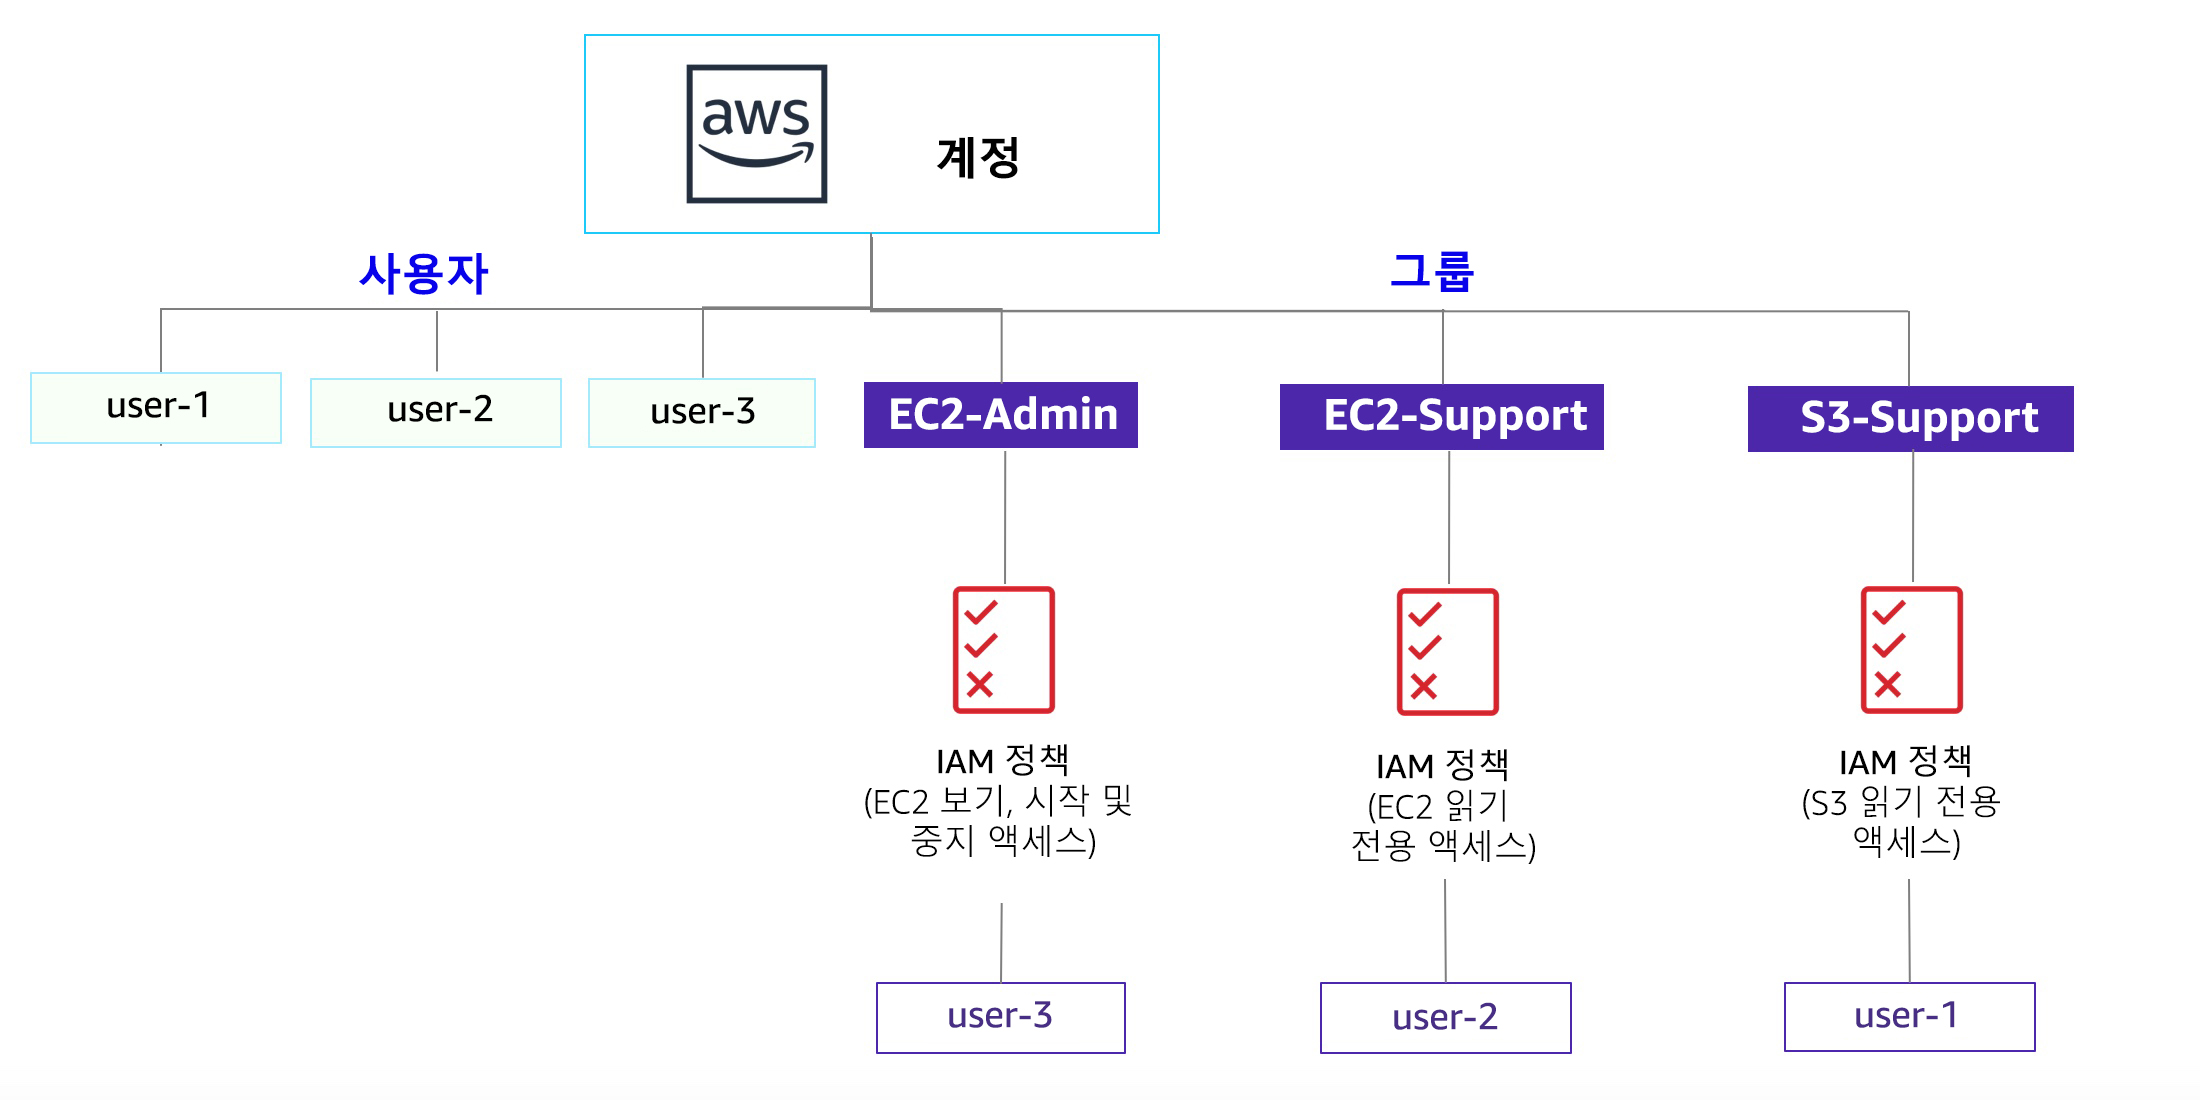 aws
계정
사용자
그룹
user-1
user-2
user-3
EC2-Admin
EC2-Support
S3-Support
IAM 정책
(EC2 보기, 시작 및
중지 액세스)
IAM 정책
(EC2 읽기
전용 액세스)
IAM 정책
(S3 읽기 전용
액세스)
user-3
user-2
user-1